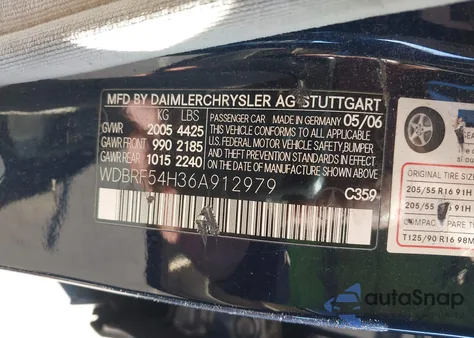 MFD BY DAIMLERCHRYSLER AG STUTTGART
KG LBS
GVWR 2005 4425
GAWR FRONT 990 2185
GAWR REAR 1015 2240
PASSENGER CAR MADE IN GERMANY 05/06
THIS VEHICLE CONFORMS TO ALL APPLICABLE
U.S. FEDERAL MOTOR VEHICLE SAFETY, BUMPER
AND THEFT PREVENTION STANDARDS IN EFFECT
ON THE DATE OF MANUFACTURE SHOWN ABOVE
WDBRF54H36A912979
C359
ORIGINAL TIRE
205/55 R16 91H
205/55 R16 91H
COMPAC SPARE T
T125/90 R16 98M
autoSnap